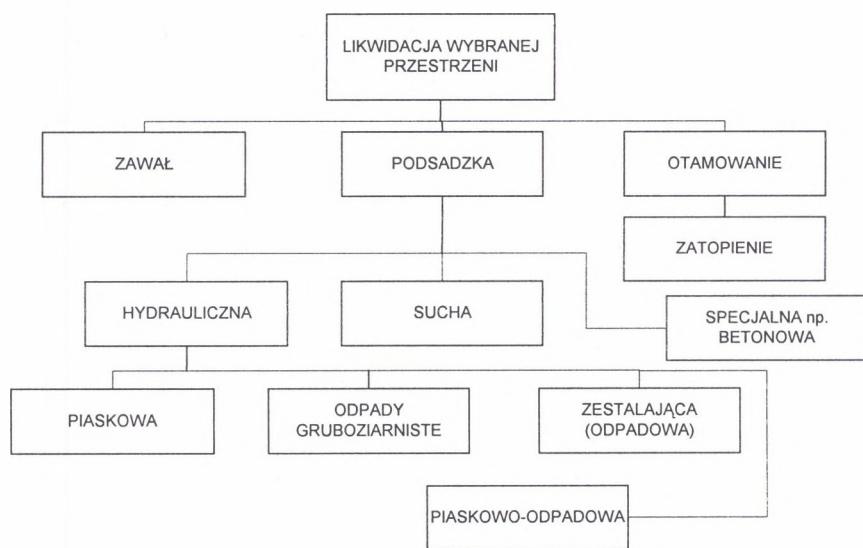 LIKWIDACJA WYBRANEJ
PRZESTRZENI
ZAWAŁ
PODSADZKA
OTAMOWANIE
ZATOPIENIE
HYDRAULICZNA
SUCHA
SPECJALNA np.
BETONOWA
PIASKOWA
ODPADY
GRUBOZIARNISTE
ZESTALAJĄCA
(ODPADOWA)
PIASKOWO-ODPADOWA